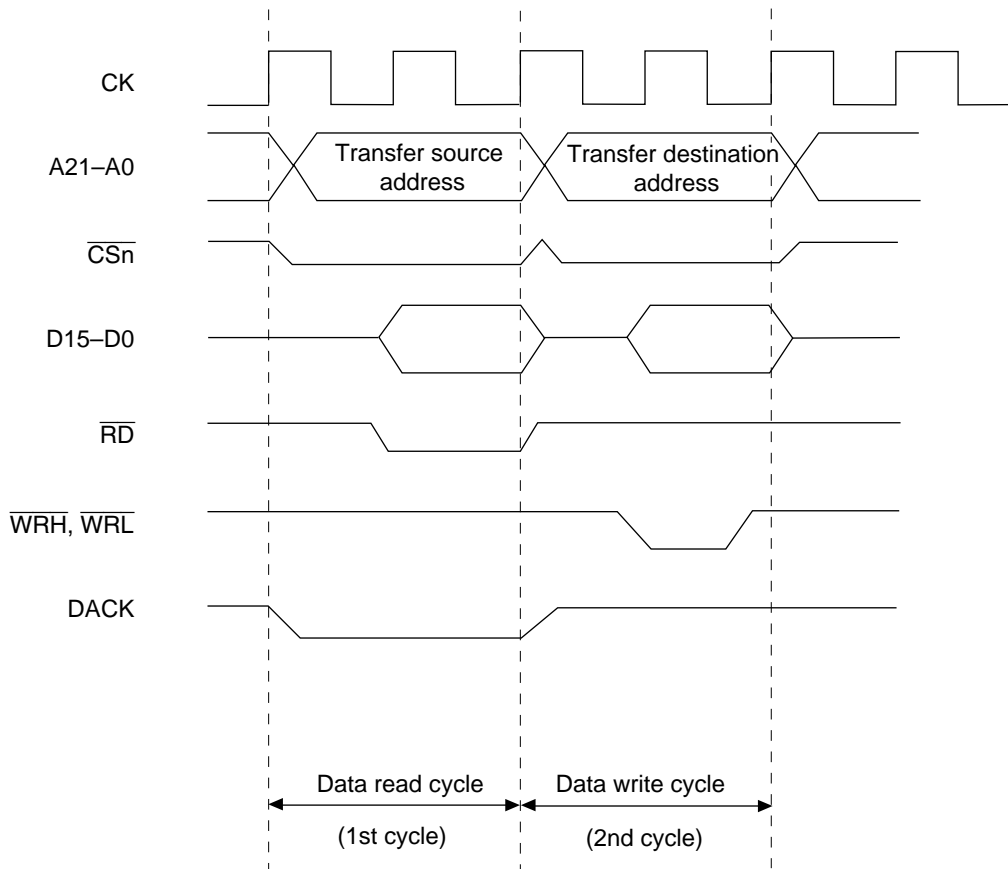 CK
A21–A0
Transfer source
address
Transfer destination
address
CSn
D15–D0
RD
WRH, WRL
DACK
Data read cycle
(1st cycle)
Data write cycle
(2nd cycle)